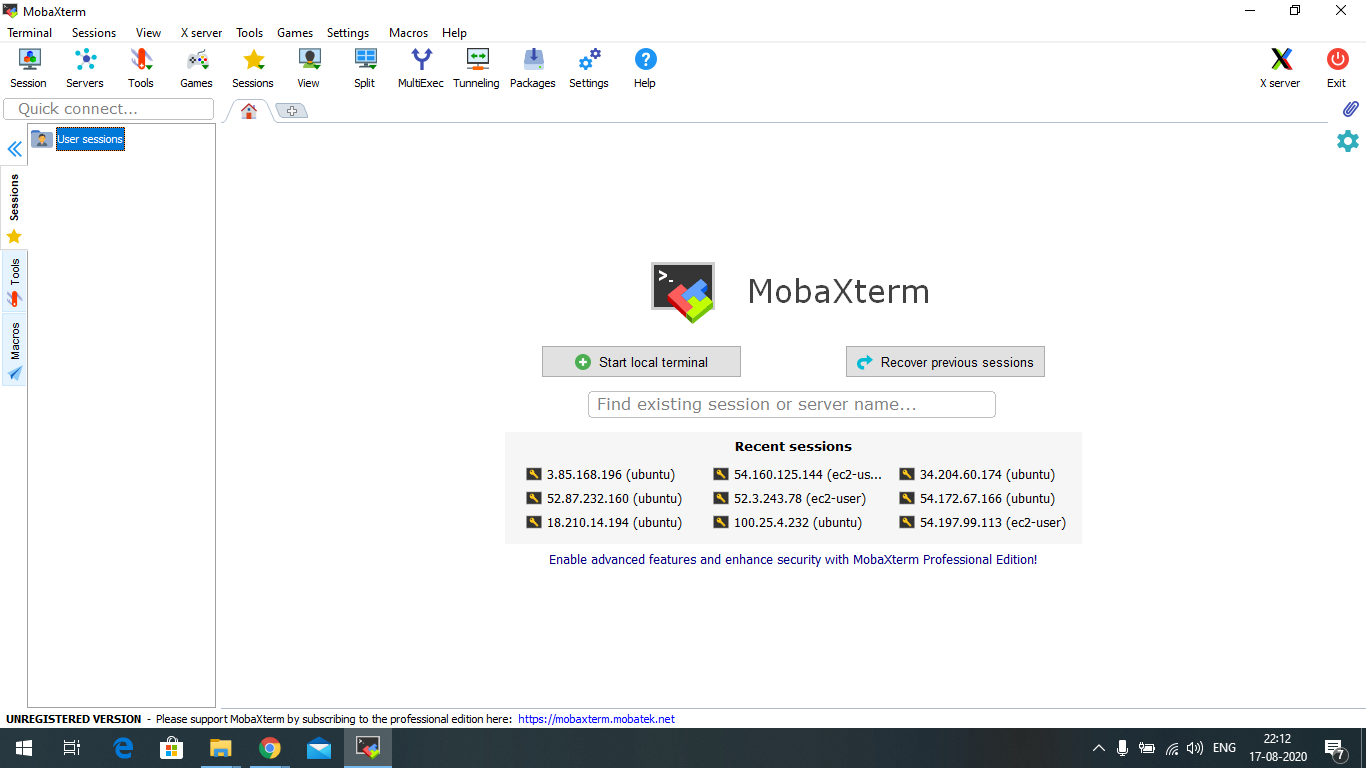 MobaXterm
Terminal Sessions View X server Tools Games Settings Macros Help
Session Servers Tools Games Sessions View Split MultiExec Tunneling Packages Settings Help X server Exit
Quick connect...
User sessions
Sessions
Tools
Macros
>_ MobaXterm
Start local terminal Recover previous sessions
Find existing session or server name...
Recent sessions
3.85.168.196 (ubuntu) 54.160.125.144 (ec2-us... 34.204.60.174 (ubuntu)
52.87.232.160 (ubuntu) 52.3.243.78 (ec2-user) 54.172.67.166 (ubuntu)
18.210.14.194 (ubuntu) 100.25.4.232 (ubuntu) 54.197.99.113 (ec2-user)
Enable advanced features and enhance security with MobaXterm Professional Edition!
UNREGISTERED VERSION - Please support MobaXterm by subscribing to the professional edition here: https://mobaxterm.mobatek.net
ENG 22:12
17-08-2020 7